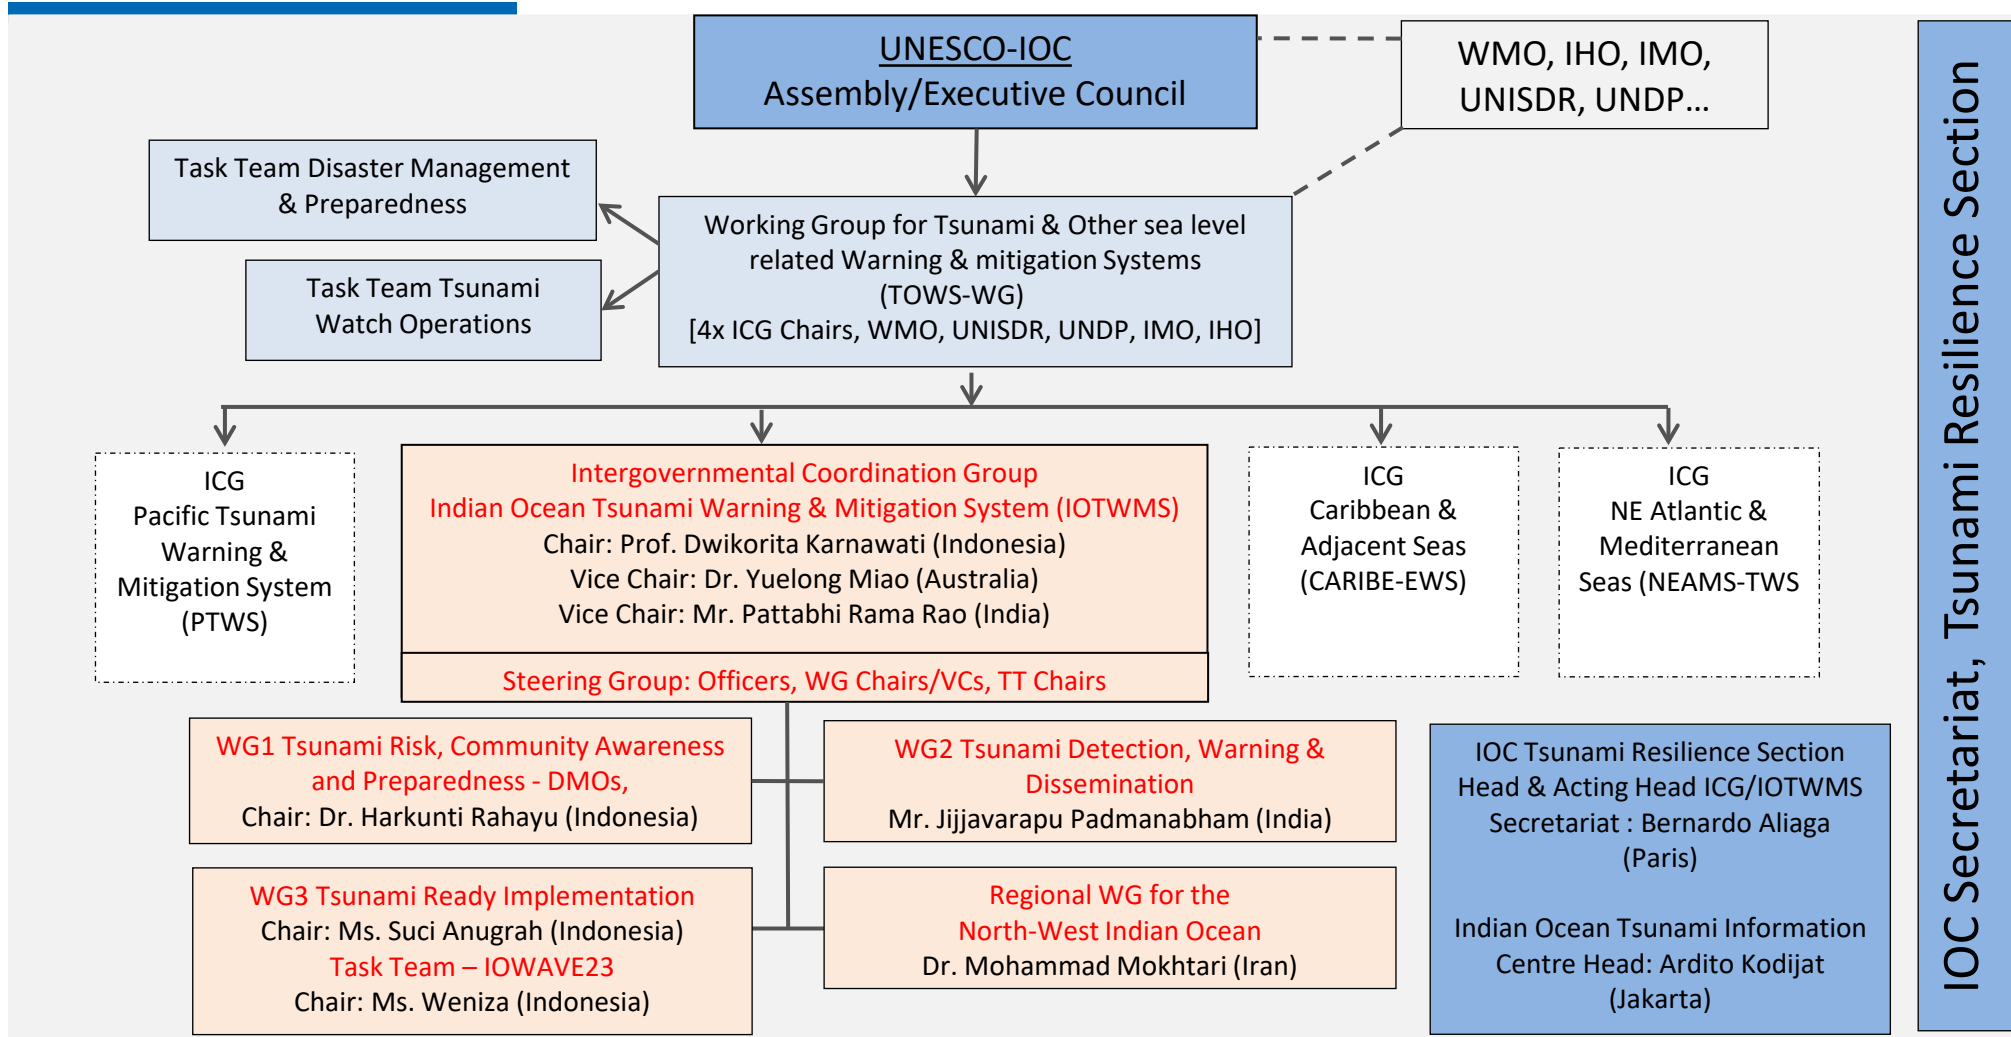 UNESCO-IOC
Assembly/Executive Council
WMO, IHO, IMO,
UNISDR, UNDP...
Task Team Disaster Management
& Preparedness
Task Team Tsunami
Watch Operations
Working Group for Tsunami & Other sea level
related Warning & mitigation Systems
(TOWS-WG)
[4x ICG Chairs, WMO, UNISDR, UNDP, IMO, IHO]
ICG
Pacific Tsunami
Warning &
Mitigation System
(PTWS)
Intergovernmental Coordination Group
Indian Ocean Tsunami Warning & Mitigation System (IOTWMS)
Chair: Prof. Dwikorita Karnawati (Indonesia)
Vice Chair: Dr. Yuelong Miao (Australia)
Vice Chair: Mr. Pattabhi Rama Rao (India)
Steering Group: Officers, WG Chairs/VCs, TT Chairs
ICG
Caribbean &
Adjacent Seas
(CARIBE-EWS)
ICG
NE Atlantic &
Mediterranean
Seas (NEAMS-TWS
WG1 Tsunami Risk, Community Awareness
and Preparedness - DMOs,
Chair: Dr. Harkunti Rahayu (Indonesia)
WG2 Tsunami Detection, Warning &
Dissemination
Mr. Jijjavarapu Padmanabham (India)
WG3 Tsunami Ready Implementation
Chair: Ms. Suci Anugrah (Indonesia)
Task Team – IOWAVE23
Chair: Ms. Weniza (Indonesia)
Regional WG for the
North-West Indian Ocean
Dr. Mohammad Mokhtari (Iran)
IOC Tsunami Resilience Section
Head & Acting Head ICG/IOTWMS
Secretariat : Bernardo Aliaga
(Paris)
Indian Ocean Tsunami Information
Centre Head: Ardito Kodijat
(Jakarta)
IOC Secretariat, Tsunami Resilience Section